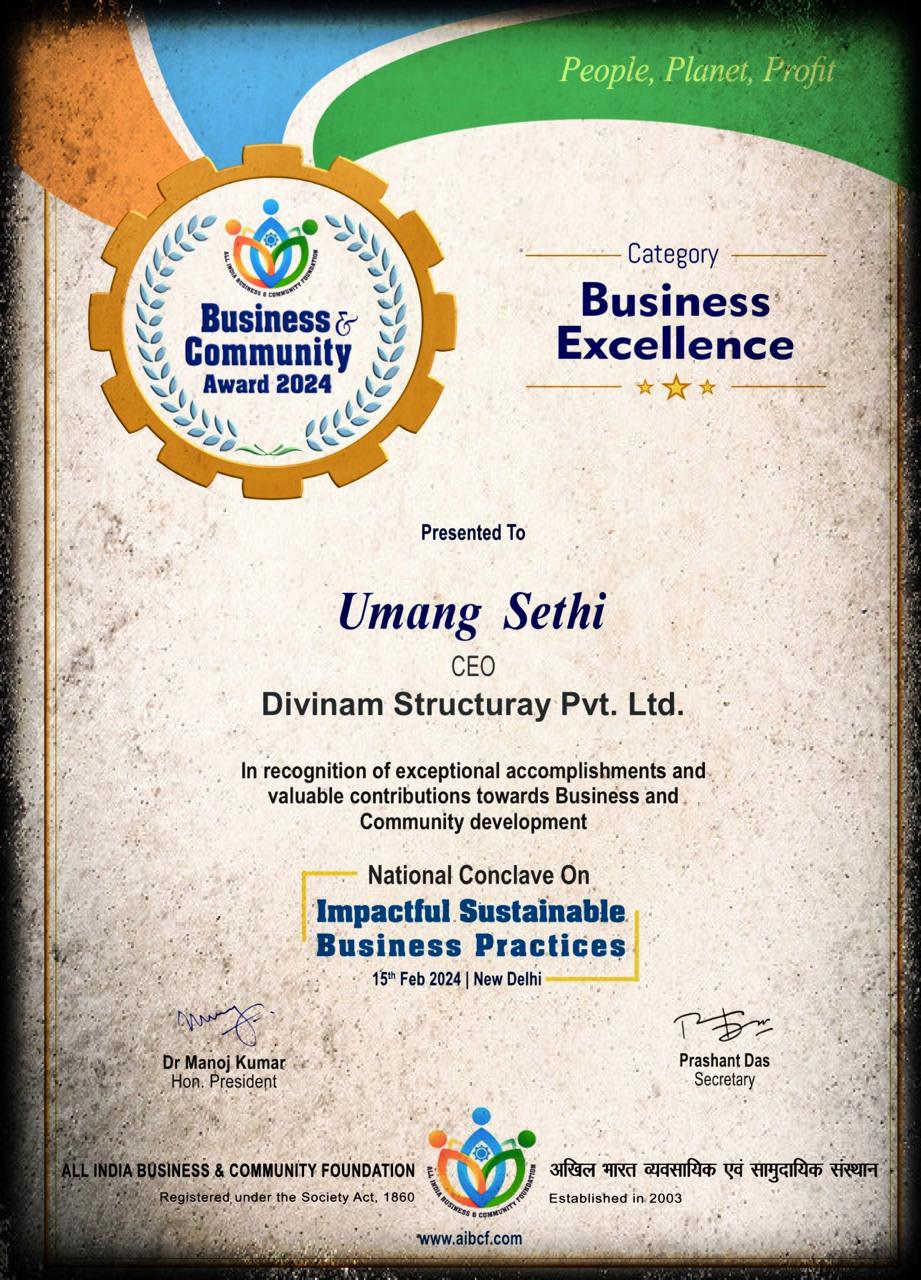 People, Planet, Profit
ALL INDIA BUSINESS & COMMUNITY FOUNDATION
Business &
Community
Award 2024
Category
Business
Excellence
Presented To
Umang Sethi
CEO
Divinam Structuray Pvt. Ltd.
In recognition of exceptional accomplishments and
valuable contributions towards Business and
Community development
National Conclave On
Impactful Sustainable
Business Practices
15th Feb 2024 | New Delhi
Dr Manoj Kumar
Hon. President
Prashant Das
Secretary
ALL INDIA BUSINESS & COMMUNITY FOUNDATION
Registered under the Society Act, 1860
ALL INDIA BUSINESS & COMMUNITY FOUNDATION
अखिल भारत व्यवसायिक एवं सामुदायिक संस्थान
Established in 2003
www.aibcf.com